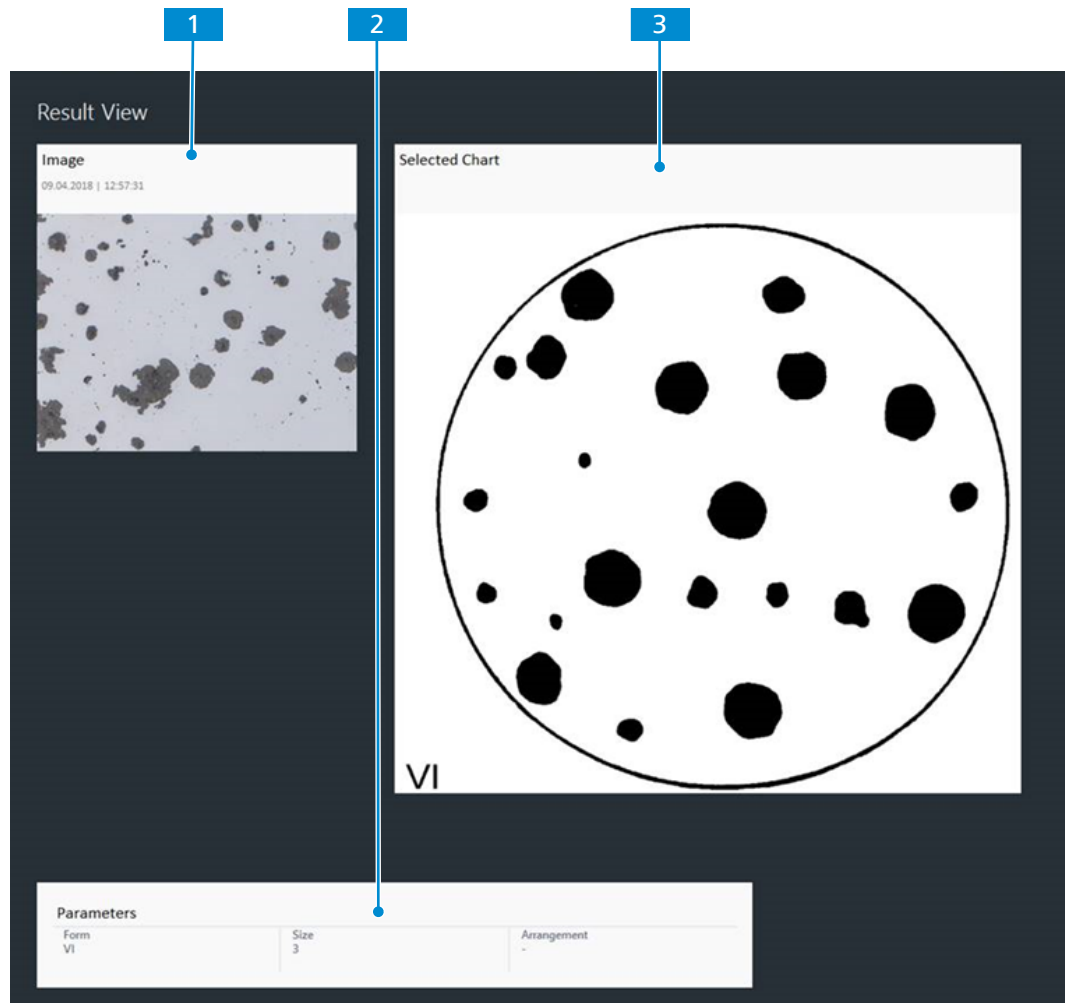 1 2 3
Result View
Image
09.04.2018 | 12:57:31
Selected Chart
VI
Parameters
Form Size Arrangement
VI 3 -